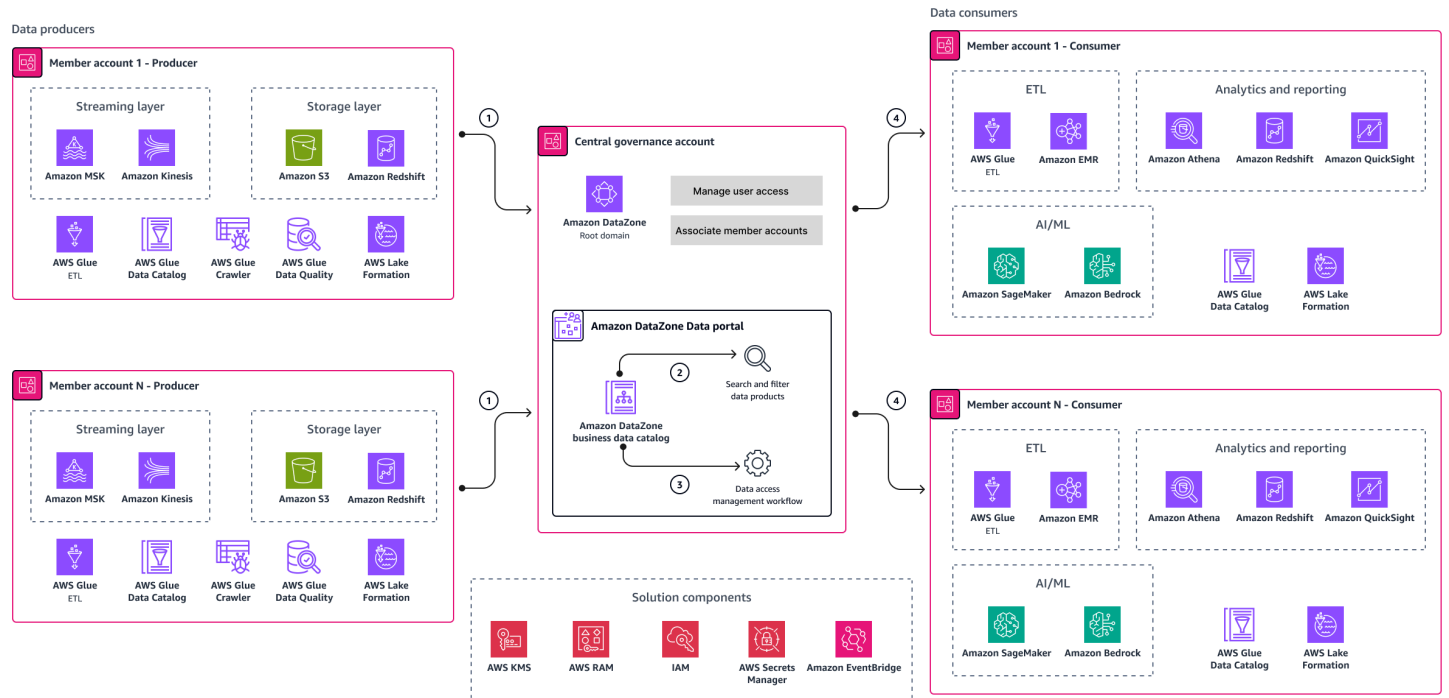 Data producers
Member account 1 - Producer
Streaming layer
Amazon MSK
Amazon Kinesis
Storage layer
Amazon S3
Amazon Redshift
AWS Glue
ETL
AWS Glue
Data Catalog
AWS Glue
Crawler
AWS Glue
Data Quality
AWS Lake
Formation
Member account N - Producer
Streaming layer
Amazon MSK
Amazon Kinesis
Storage layer
Amazon S3
Amazon Redshift
AWS Glue
ETL
AWS Glue
Data Catalog
AWS Glue
Crawler
AWS Glue
Data Quality
AWS Lake
Formation
1
1
Central governance account
Amazon DataZone
Root domain
Manage user access
Associate member accounts
Amazon DataZone Data portal
2
Search and filter
data products
Amazon DataZone
business data catalog
3
Data access
management workflow
Solution components
AWS KMS
AWS RAM
IAM
AWS Secrets
Manager
Amazon EventBridge
4
4
Data consumers
Member account 1 - Consumer
ETL
AWS Glue
ETL
Amazon EMR
Analytics and reporting
Amazon Athena
Amazon Redshift
Amazon QuickSight
AI/ML
Amazon SageMaker
Amazon Bedrock
AWS Glue
Data Catalog
AWS Lake
Formation
Member account N - Consumer
ETL
AWS Glue
ETL
Amazon EMR
Analytics and reporting
Amazon Athena
Amazon Redshift
Amazon QuickSight
AI/ML
Amazon SageMaker
Amazon Bedrock
AWS Glue
Data Catalog
AWS Lake
Formation